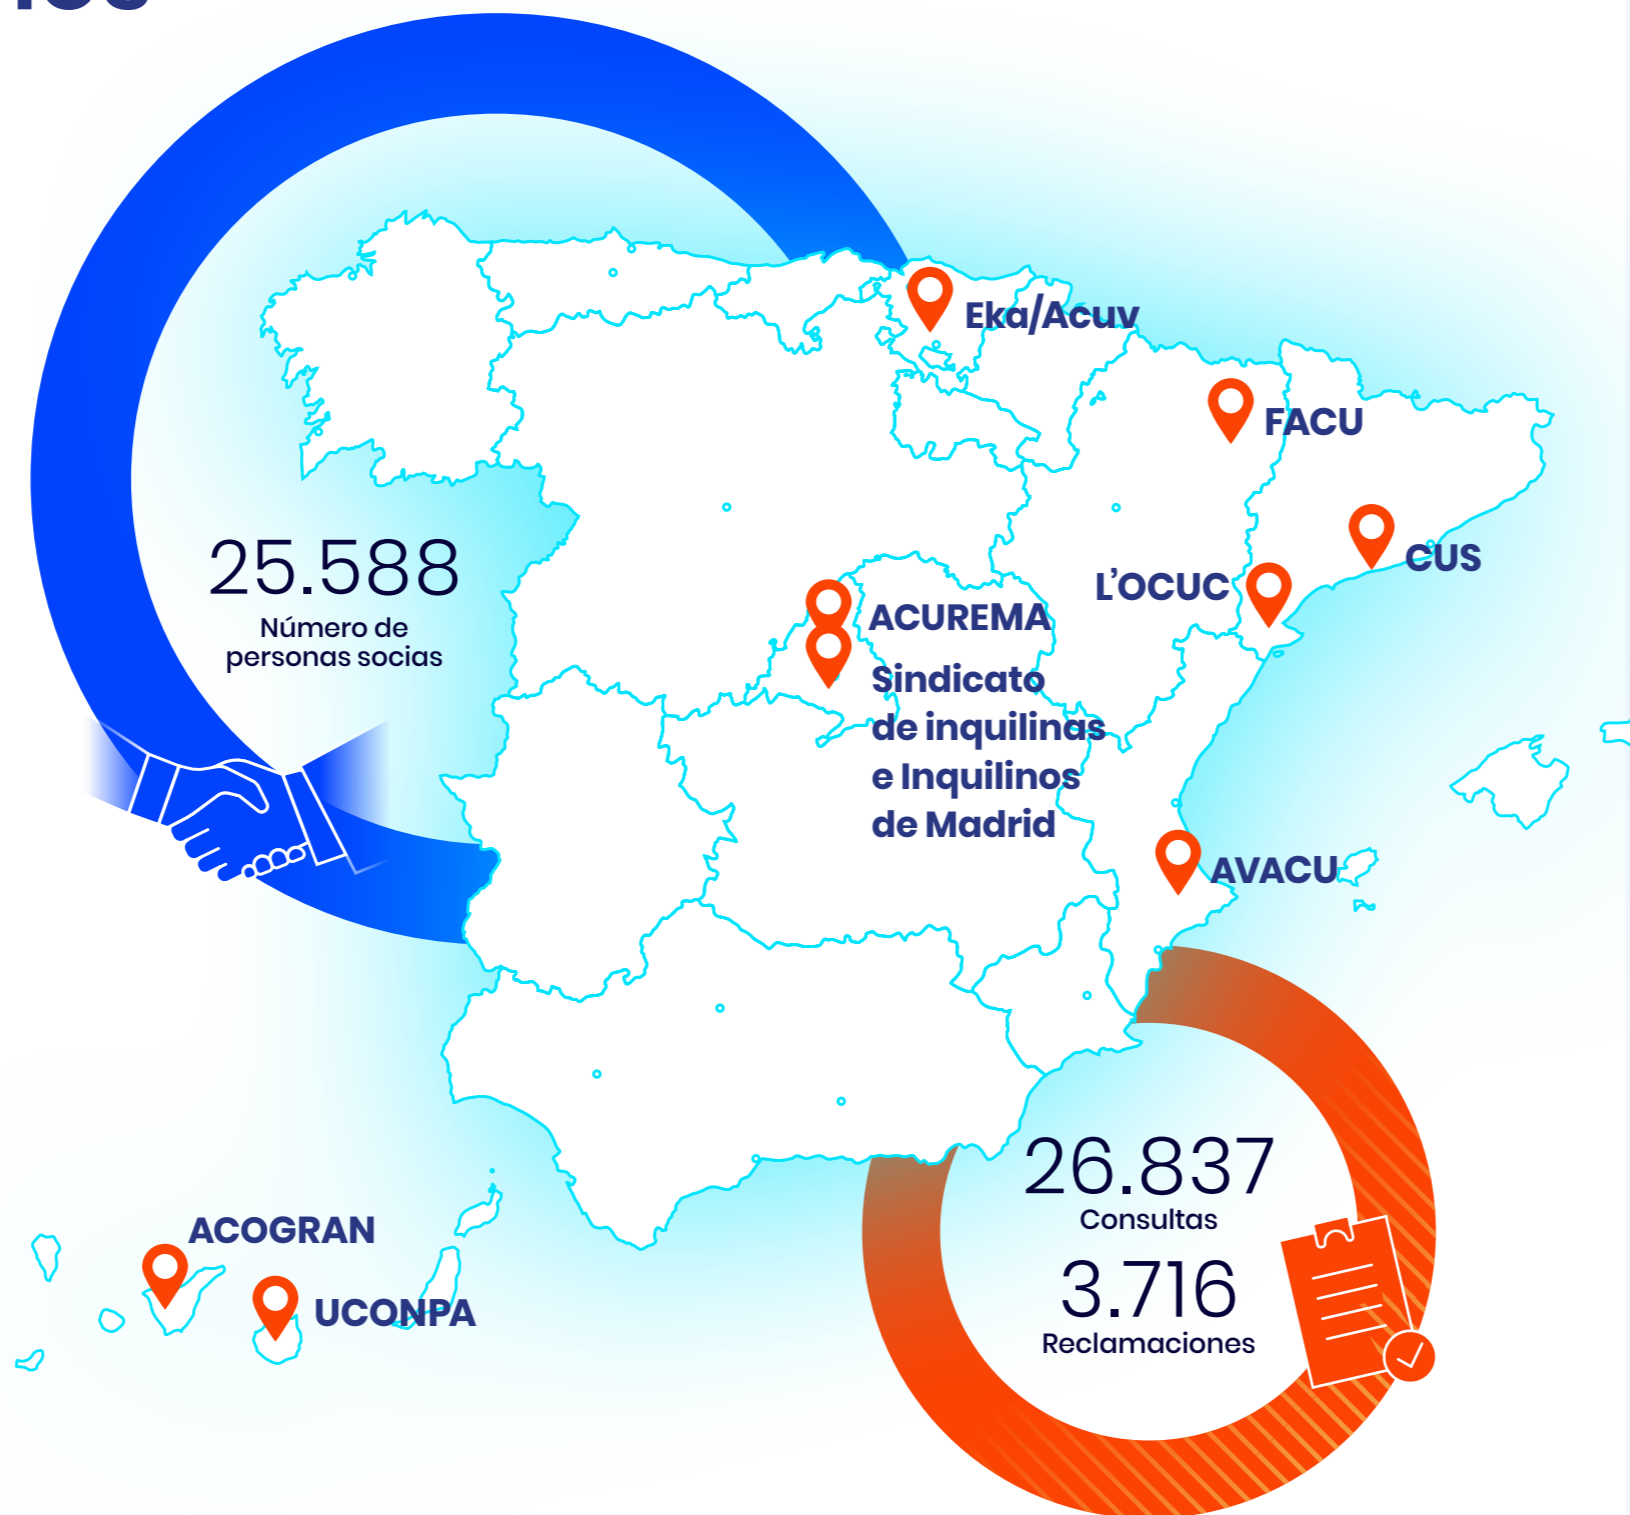 Eka/Acuv
FACU
CUS
L'OCUC
25.588
Número de
personas socias
ACUREMA
Sindicato
de inquilinas
e Inquilinos
de Madrid
AVACU
26.837
Consultas
3.716
Reclamaciones
ACOGRAN
UCONPA